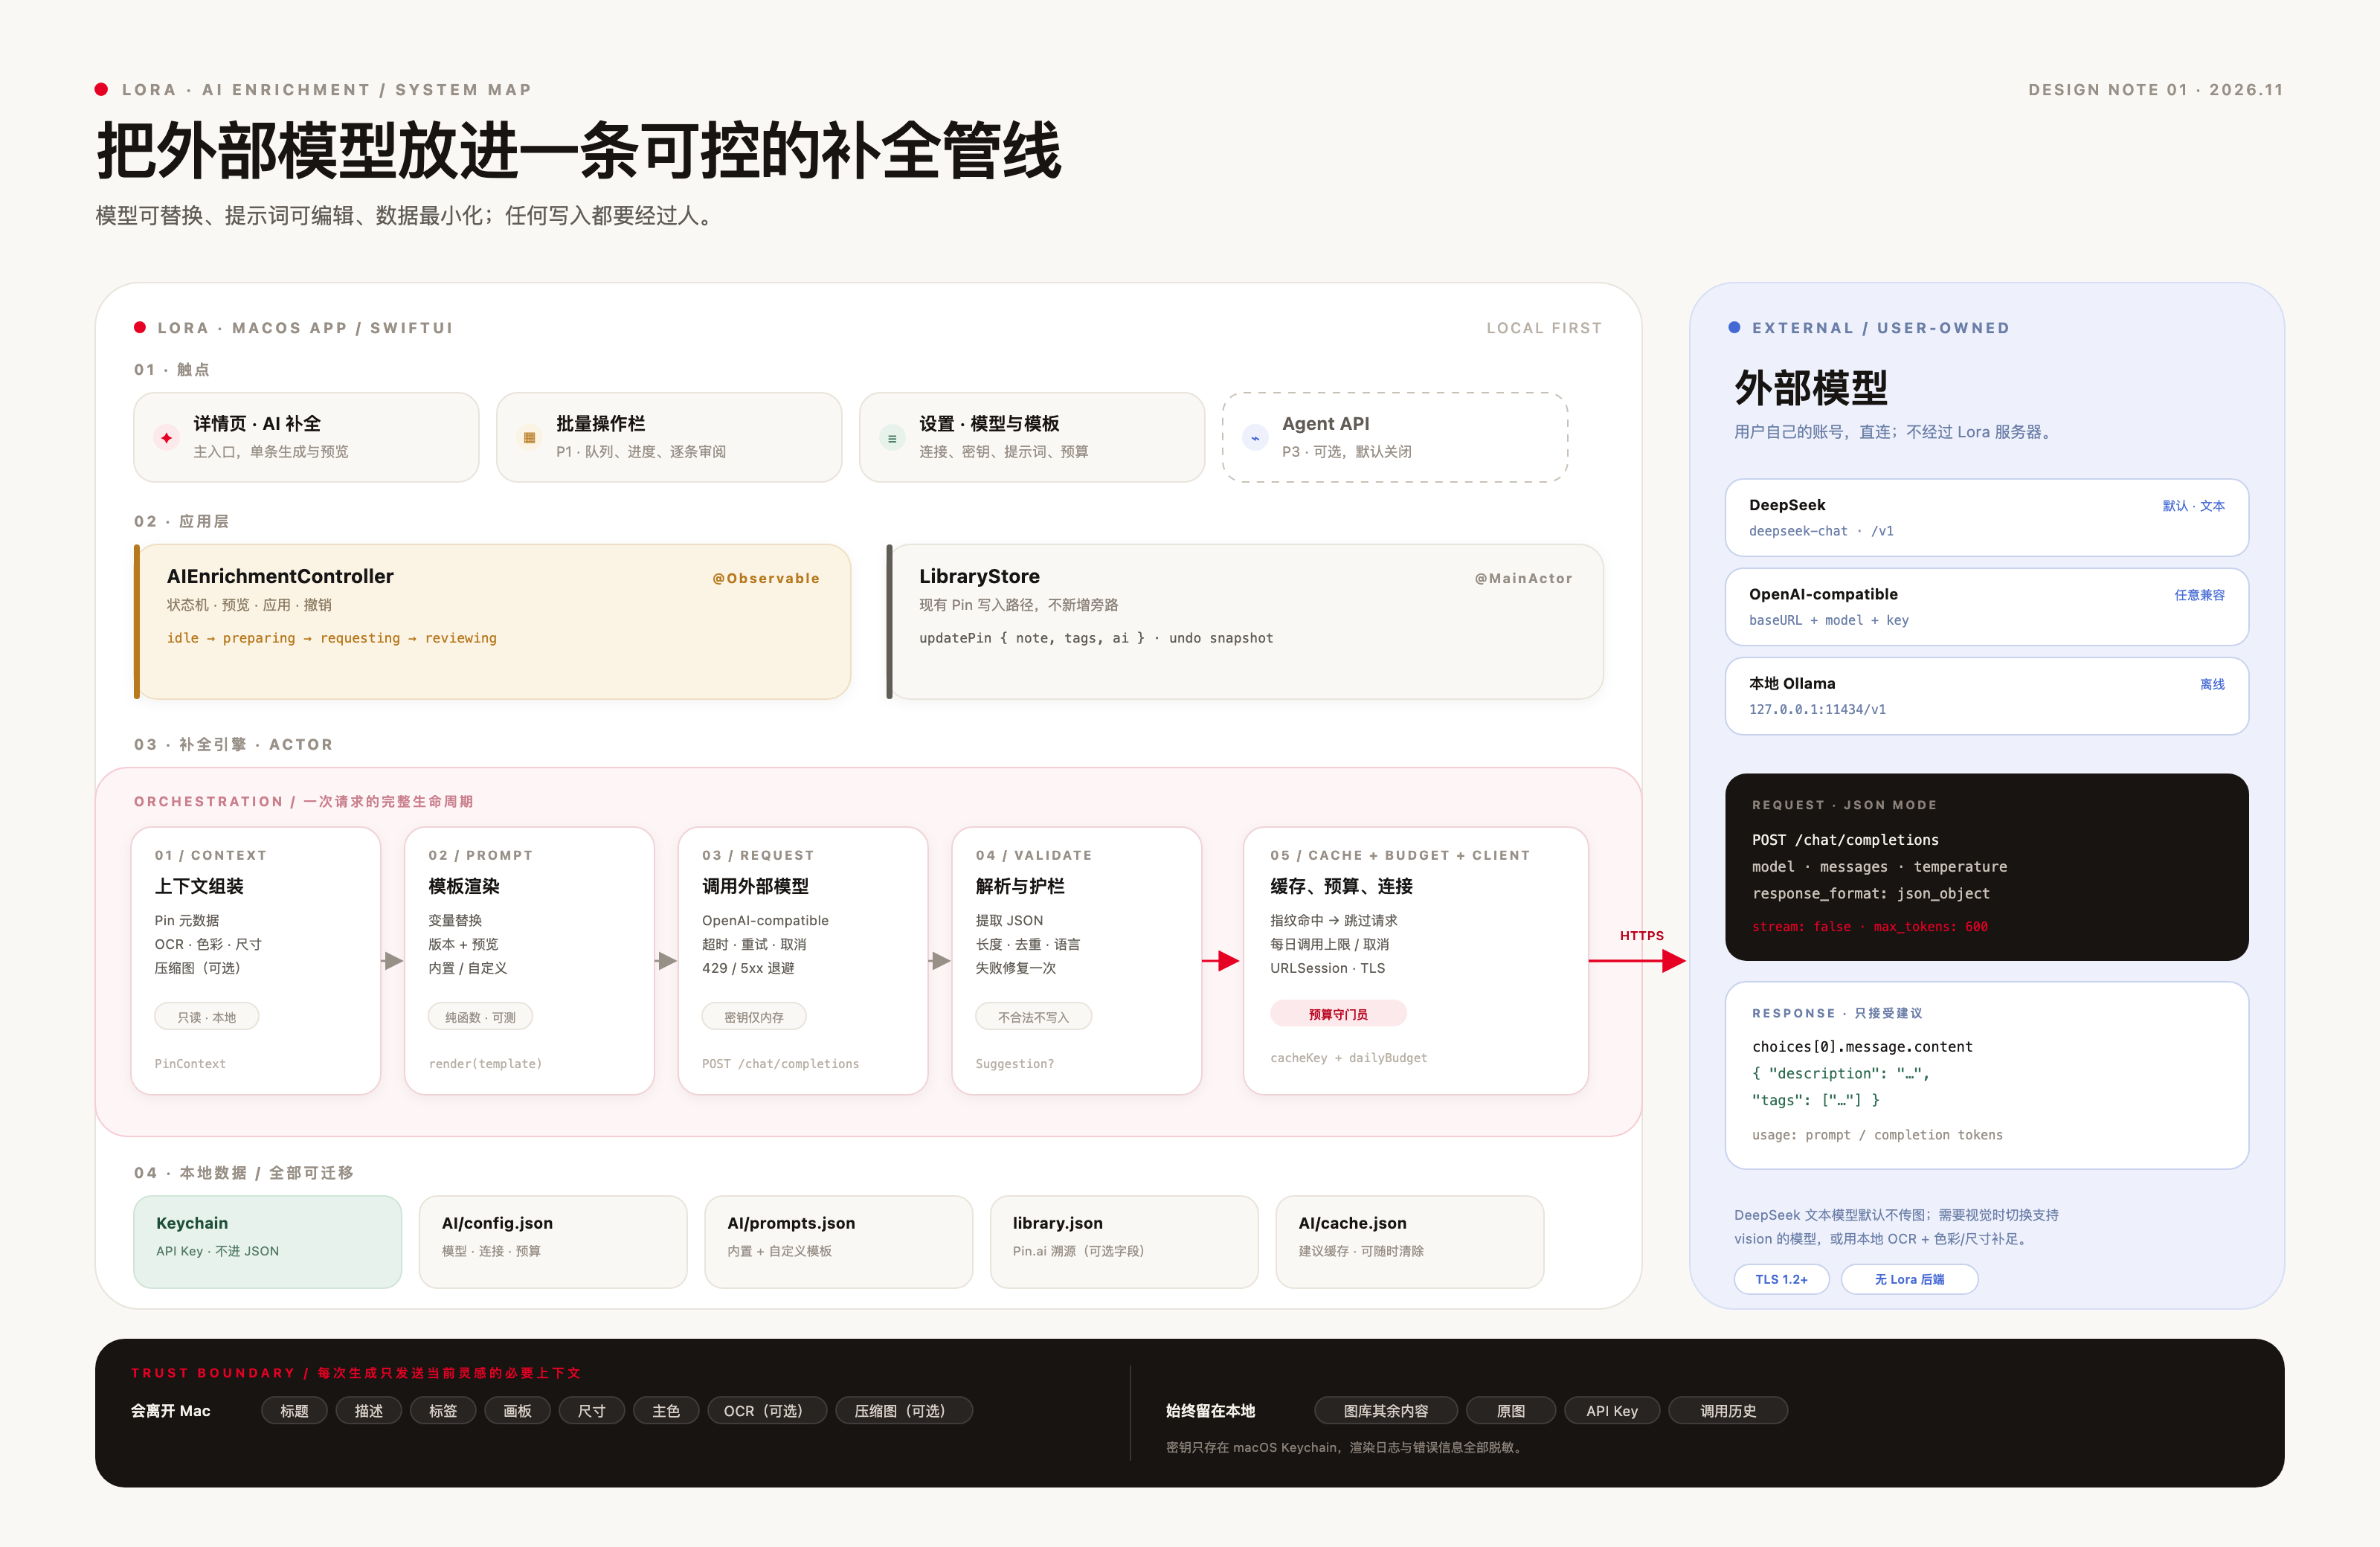 LORA · AI ENRICHMENT / SYSTEM MAP
DESIGN NOTE 01 · 2026.11
把外部模型放进一条可控的补全管线
模型可替换、提示词可编辑、数据最小化；任何写入都要经过人。
LORA · MACOS APP / SWIFTUI
LOCAL FIRST
01 · 触点
详情页 · AI 补全
主入口，单条生成与预览
批量操作栏
P1 · 队列、进度、逐条审阅
设置 · 模型与模板
连接、密钥、提示词、预算
Agent API
P3 · 可选，默认关闭
02 · 应用层
AIEnrichmentController
@Observable
状态机 · 预览 · 应用 · 撤销
idle → preparing → requesting → reviewing
LibraryStore
@MainActor
现有 Pin 写入路径，不新增旁路
updatePin { note, tags, ai } · undo snapshot
03 · 补全引擎 · ACTOR
ORCHESTRATION / 一次请求的完整生命周期
01 / CONTEXT
上下文组装
Pin 元数据
OCR · 色彩 · 尺寸
压缩图（可选）
只读 · 本地
PinContext
02 / PROMPT
模板渲染
变量替换
版本 + 预览
内置 / 自定义
纯函数 · 可测
render(template)
03 / REQUEST
调用外部模型
OpenAI-compatible
超时 · 重试 · 取消
429 / 5xx 退避
密钥仅内存
POST /chat/completions
04 / VALIDATE
解析与护栏
提取 JSON
长度 · 去重 · 语言
失败修复一次
不合法不写入
Suggestion?
05 / CACHE + BUDGET + CLIENT
缓存、预算、连接
指纹命中 → 跳过请求
每日调用上限 / 取消
URLSession · TLS
预算守门员
cacheKey + dailyBudget
HTTPS
04 · 本地数据 / 全部可迁移
Keychain
API Key · 不进 JSON
AI/config.json
模型 · 连接 · 预算
AI/prompts.json
内置 + 自定义模板
library.json
Pin.ai 溯源（可选字段）
AI/cache.json
建议缓存 · 可随时清除
EXTERNAL / USER-OWNED
外部模型
用户自己的账号，直连；不经过 Lora 服务器。
DeepSeek
默认 · 文本
deepseek-chat · /v1
OpenAI-compatible
任意兼容
baseURL + model + key
本地 Ollama
离线
127.0.0.1:11434/v1
REQUEST · JSON MODE
POST /chat/completions
model · messages · temperature
response_format: json_object
stream: false · max_tokens: 600
RESPONSE · 只接受建议
choices[0].message.content
{ "description": "…",
"tags": ["…"] }
usage: prompt / completion tokens
DeepSeek 文本模型默认不传图；需要视觉时切换支持
vision 的模型，或用本地 OCR + 色彩/尺寸补足。
TLS 1.2+
无 Lora 后端
TRUST BOUNDARY / 每次生成只发送当前灵感的必要上下文
会离开 Mac
标题
描述
标签
画板
尺寸
主色
OCR（可选）
压缩图（可选）
始终留在本地
图库其余内容
原图
API Key
调用历史
密钥只存在 macOS Keychain，渲染日志与错误信息全部脱敏。